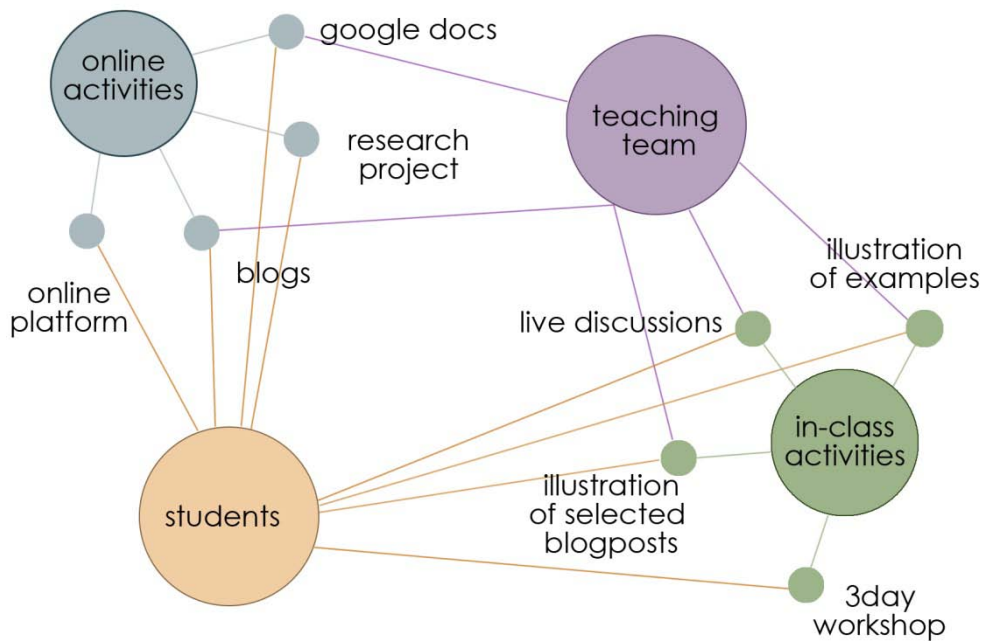 google docs
online
activities
teaching
team
research
project
illustration
of examples
blogs
online
platform
live discussions
in-class
activities
illustration
of selected
blogposts
students
3day
workshop